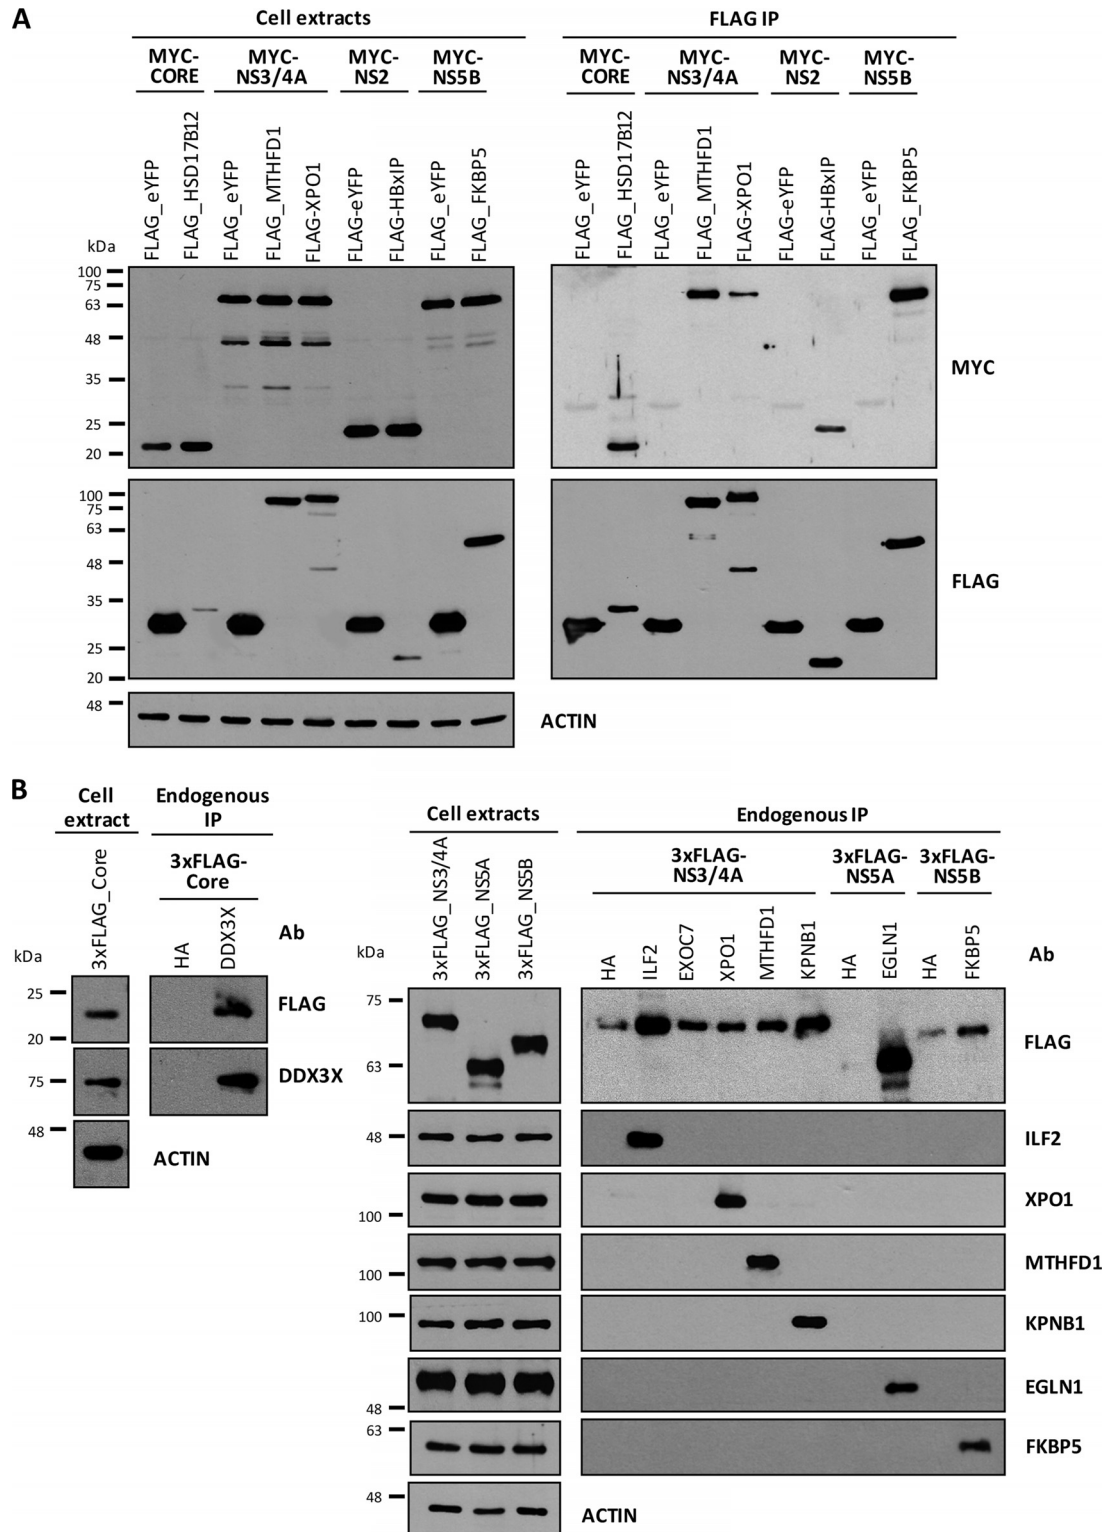 A
Cell extracts
FLAG IP
MYC-
CORE
MYC-
NS3/4A
MYC-
NS2
MYC-
NS5B
MYC-
CORE
MYC-
NS3/4A
MYC-
NS2
MYC-
NS5B
FLAG_eYFP
FLAG_HSD17B12
FLAG_eYFP
FLAG_MTHFD1
FLAG-XPO1
FLAG-eYFP
FLAG-HBxIP
FLAG_eYFP
FLAG_FKBP5
FLAG_eYFP
FLAG_HSD17B12
FLAG_eYFP
FLAG_MTHFD1
FLAG-XPO1
FLAG-eYFP
FLAG-HBxIP
FLAG_eYFP
FLAG_FKBP5
kDa
100
75
63
48
35
25
20
MYC
100
75
63
48
35
25
20
FLAG
48
ACTIN
B
Cell
extract
Endogenous
IP
3xFLAG-
Core
3xFLAG_Core
HA
DDX3X
Ab
kDa
25
20
FLAG
75
DDX3X
48
ACTIN
Cell extracts
Endogenous IP
3xFLAG-
NS3/4A
3xFLAG-
NS5A
3xFLAG-
NS5B
3xFLAG_NS3/4A
3xFLAG_NS5A
3xFLAG_NS5B
HA
ILF2
EXOC7
XPO1
MTHFD1
KPNB1
HA
EGLN1
HA
FKBP5
Ab
kDa
75
63
FLAG
48
ILF2
100
XPO1
100
MTHFD1
100
KPNB1
48
EGLN1
63
FKBP5
48
ACTIN